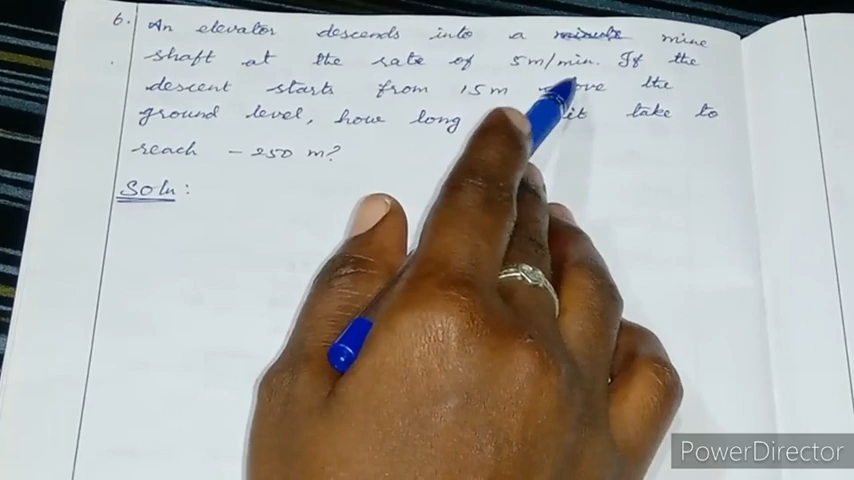 6. An elevator descends into a mine
shaft at the rate of 5m/min. If the
descent starts from 15m the
ground level, how long it take to
reach - 250 m?
Soln:
PowerDirector